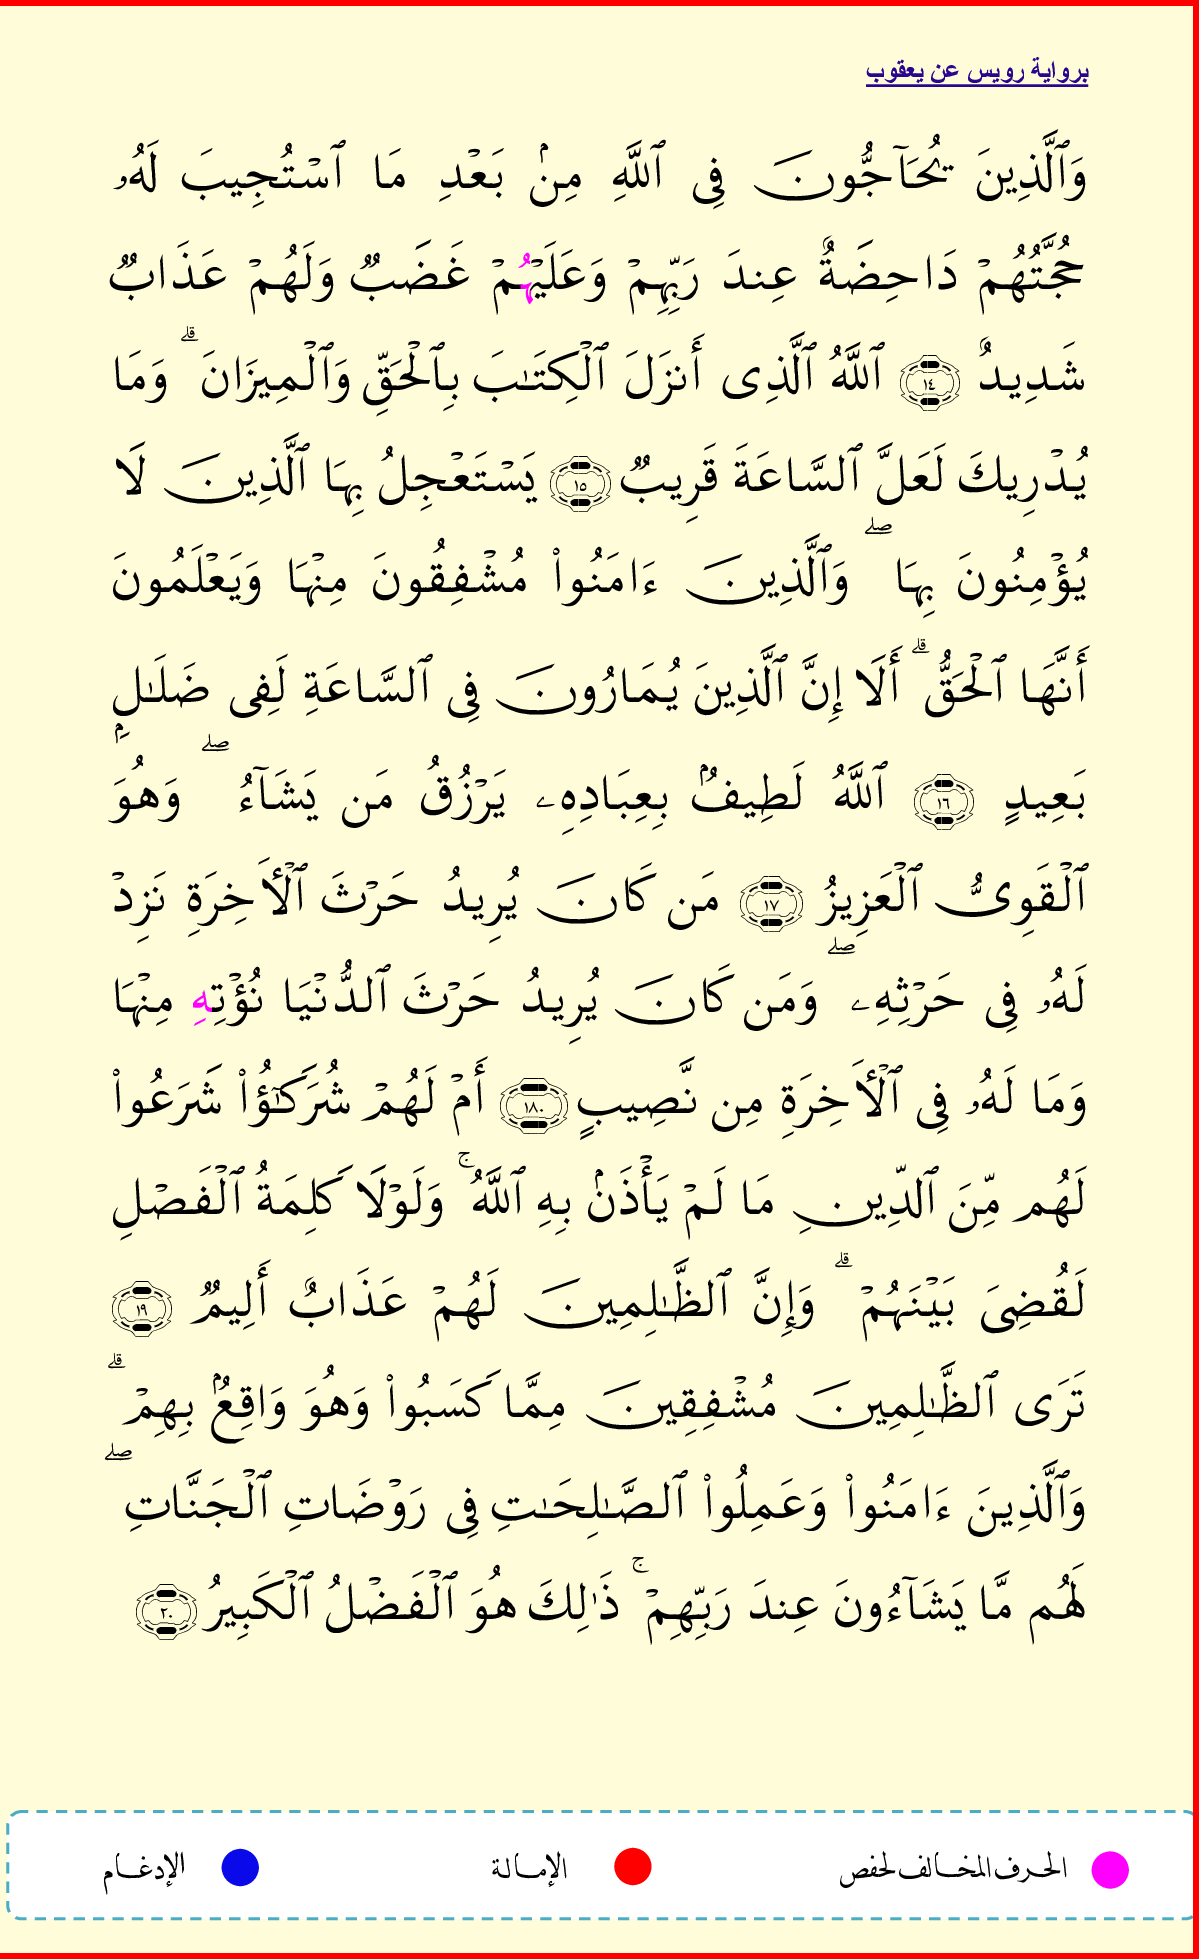 برواية رويس عن يعقوب
وَٱلَّذِينَ يُحَآجُّونَ فِى ٱللَّهِ مِنۢ بَعْدِ مَا ٱسْتُجِيبَ لَهُۥ
حُجَّتُهُمْ دَاحِضَةٌ عِندَ رَبِّهِمْ وَعَلَيْهُمْ غَضَبٌ وَلَهُمْ عَذَابٌ
شَدِيدٌ ١٤ ٱللَّهُ ٱلَّذِى أَنزَلَ ٱلْكِتَـٰبَ بِٱلْحَقِّ وَٱلْمِيزَانَ ۗ وَمَا
يُدْرِيكَ لَعَلَّ ٱلسَّاعَةَ قَرِيبٌ ١٥ يَسْتَعْجِلُ بِهَا ٱلَّذِينَ لَا
يُؤْمِنُونَ بِهَا ۖ وَٱلَّذِينَ ءَامَنُوا۟ مُشْفِقُونَ مِنْهَا وَيَعْلَمُونَ
أَنَّهَا ٱلْحَقُّ ۗ أَلَا إِنَّ ٱلَّذِينَ يُمَارُونَ فِى ٱلسَّاعَةِ لَفِى ضَلَـٰلٍۭ
بَعِيدٍ ١٦ ٱللَّهُ لَطِيفٌۢ بِعِبَادِهِۦ يَرْزُقُ مَن يَشَآءُ ۖ وَهُوَ
ٱلْقَوِىُّ ٱلْعَزِيزُ ١٧ مَن كَانَ يُرِيدُ حَرْثَ ٱلْأَخِرَةِ نَزِدْ
لَهُۥ فِى حَرْثِهِۦ ۖ وَمَن كَانَ يُرِيدُ حَرْثَ ٱلدُّنْيَا نُؤْتِهِ مِنْهَا
وَمَا لَهُۥ فِى ٱلْأَخِرَةِ مِن نَّصِيبٍ ١٨٠ أَمْ لَهُمْ شُرَكَـٰٓؤُا۟ شَرَعُوا۟
لَهُم مِّنَ ٱلدِّينِ مَا لَمْ يَأْذَنۢ بِهِ ٱللَّهُ ۚ وَلَوْلَا كَلِمَةُ ٱلْفَصْلِ
لَقُضِىَ بَيْنَهُمْ ۗ وَإِنَّ ٱلظَّـٰلِمِينَ لَهُمْ عَذَابٌ أَلِيمٌ ١٩
تَرَى ٱلظَّـٰلِمِينَ مُشْفِقِينَ مِمَّا كَسَبُوا۟ وَهُوَ وَاقِعٌۢ بِهِمْ ۗ
وَٱلَّذِينَ ءَامَنُوا۟ وَعَمِلُوا۟ ٱلصَّـٰلِحَـٰتِ فِى رَوْضَاتِ ٱلْجَنَّاتِ ۖ
لَهُم مَّا يَشَآءُونَ عِندَ رَبِّهِمْ ۚ ذَٰلِكَ هُوَ ٱلْفَضْلُ ٱلْكَبِيرُ ٢٠
الحرف المخالف لحفص الإمالة الإدغام